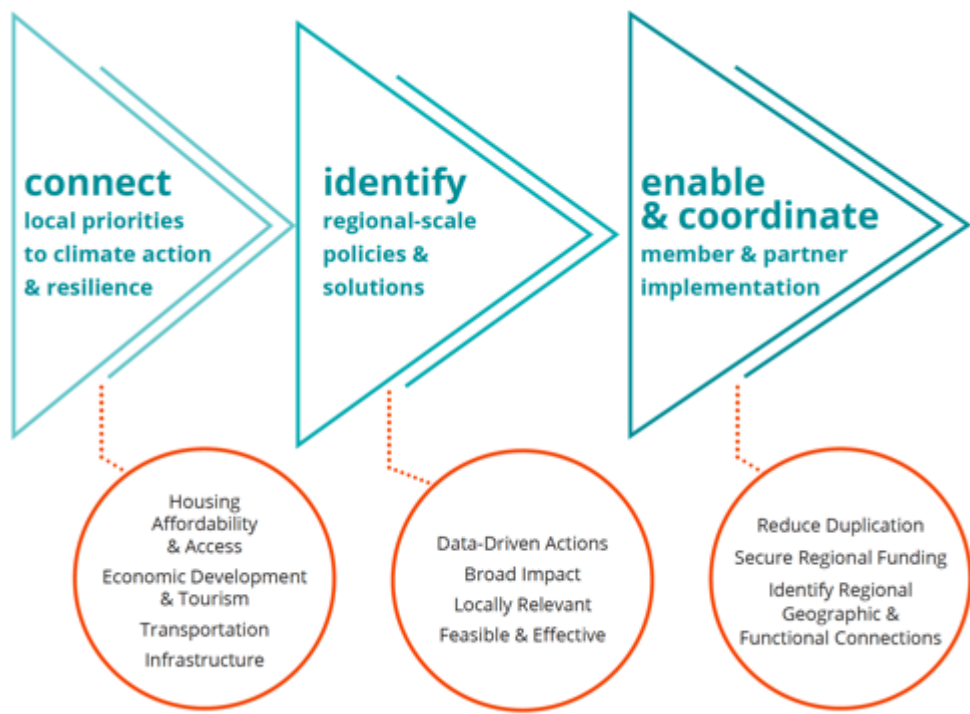 connect
local priorities
to climate action
& resilience
identify
regional-scale
policies &
solutions
enable
& coordinate
member & partner
implementation
Housing
Affordability
& Access
Economic Development
& Tourism
Transportation
Infrastructure
Data-Driven Actions
Broad Impact
Locally Relevant
Feasible & Effective
Reduce Duplication
Secure Regional Funding
Identify Regional
Geographic &
Functional Connections